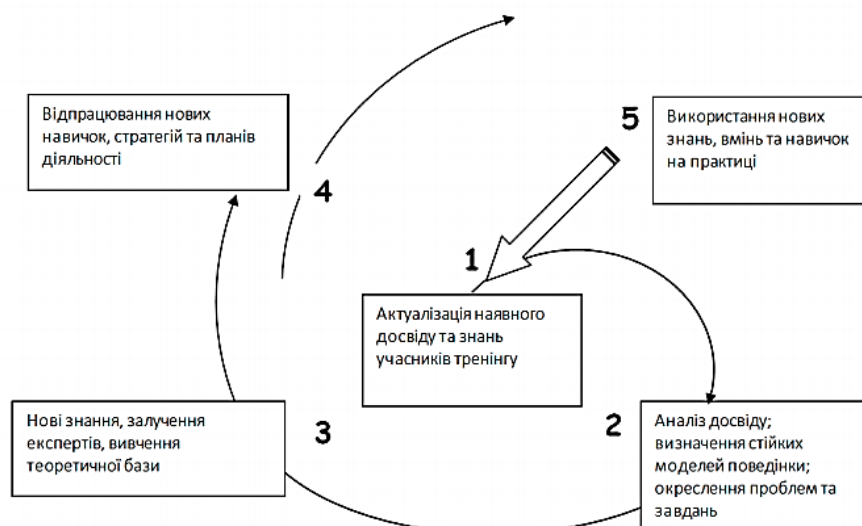 Відпрацювання нових
навичок, стратегій та планів
діяльності
4
5
Використання нових
знань, вмінь та навичок
на практиці
1
Актуалізація наявного
досвіду та знань
учасників тренінгу
Нові знання, залучення
експертів, вивчення
теоретичної бази
3
2
Аналіз досвіду;
визначення стійких
моделей поведінки;
окреслення проблем та
завдань